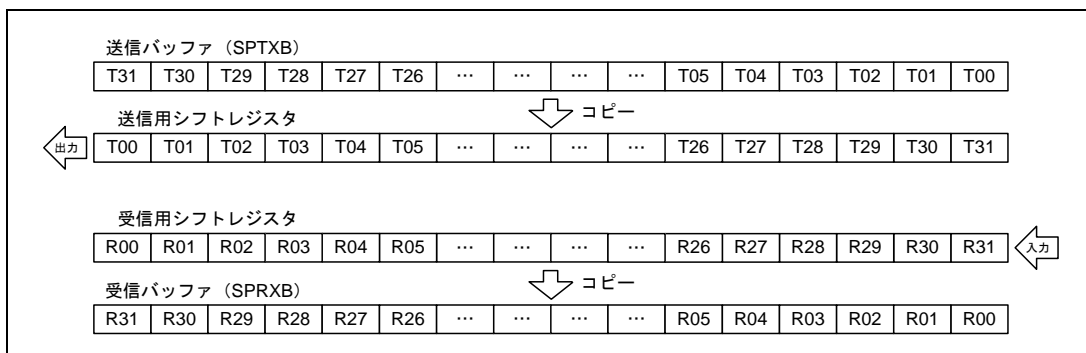 送信バッファ（SPTXB）
T31 T30 T29 T28 T27 T26 … … … … T05 T04 T03 T02 T01 T00
コピー
送信用シフトレジスタ
出力 T00 T01 T02 T03 T04 T05 … … … … T26 T27 T28 T29 T30 T31
受信用シフトレジスタ
R00 R01 R02 R03 R04 R05 … … … … R26 R27 R28 R29 R30 R31 入力
コピー
受信バッファ（SPRXB）
R31 R30 R29 R28 R27 R26 … … … … R05 R04 R03 R02 R01 R00